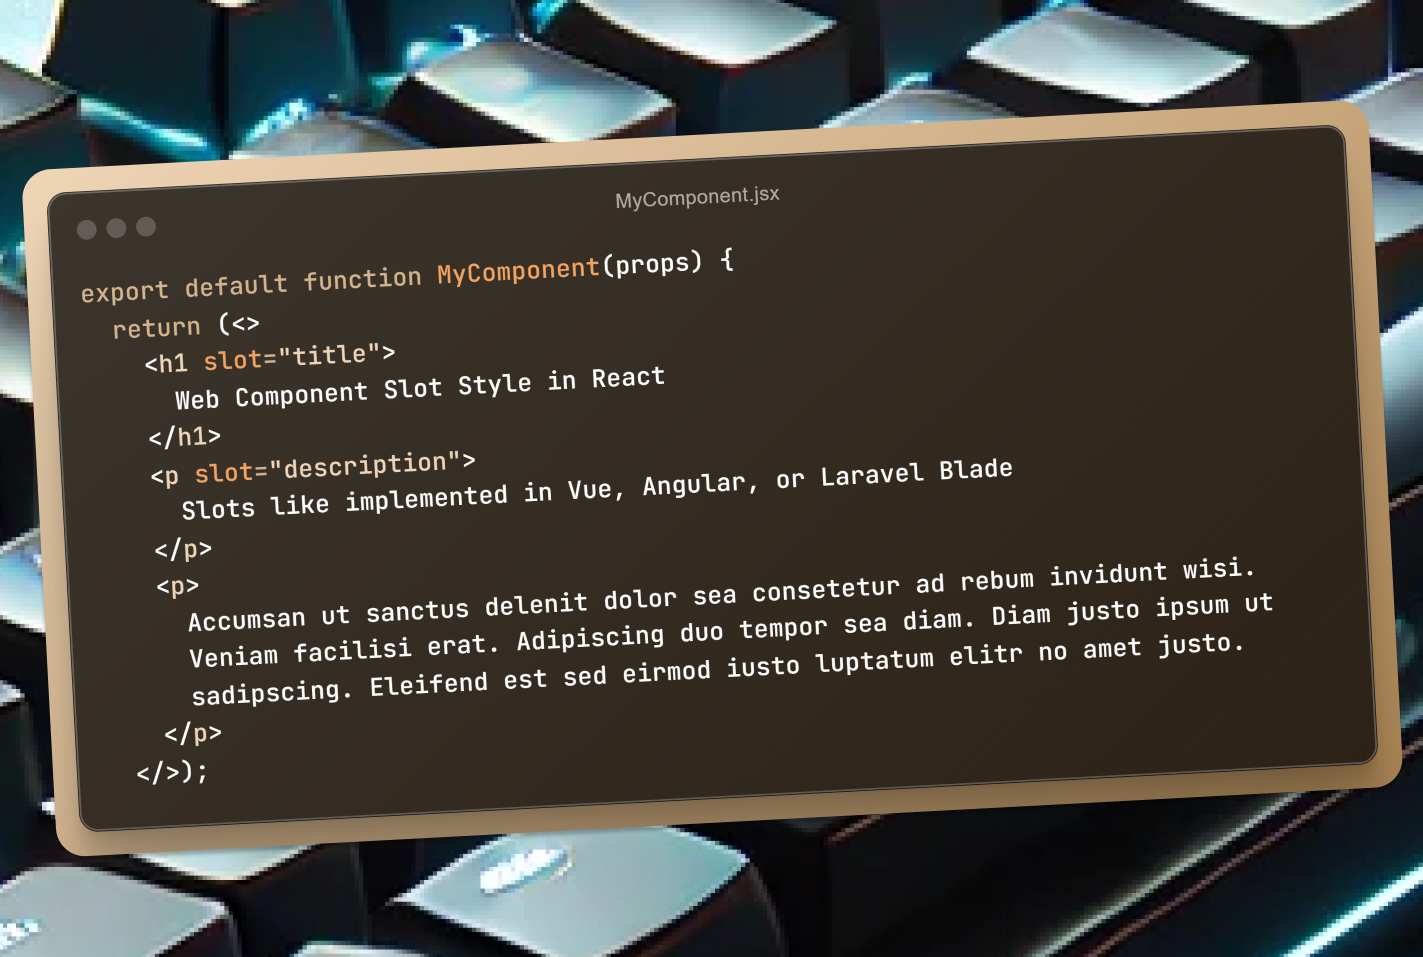 MyComponent.jsx
export default function MyComponent(props) {
  return (<>
    <h1 slot="title">
      Web Component Slot Style in React
    </h1>
    <p slot="description">
      Slots like implemented in Vue, Angular, or Laravel Blade
    </p>
    <p>
      Accumsan ut sanctus delenit dolor sea consetetur ad rebum invidunt wisi.
      Veniam facilisi erat. Adipiscing duo tempor sea diam. Diam justo ipsum ut
      sadipscing. Eleifend est sed eirmod iusto luptatum elitr no amet justo.
    </p>
  </>);